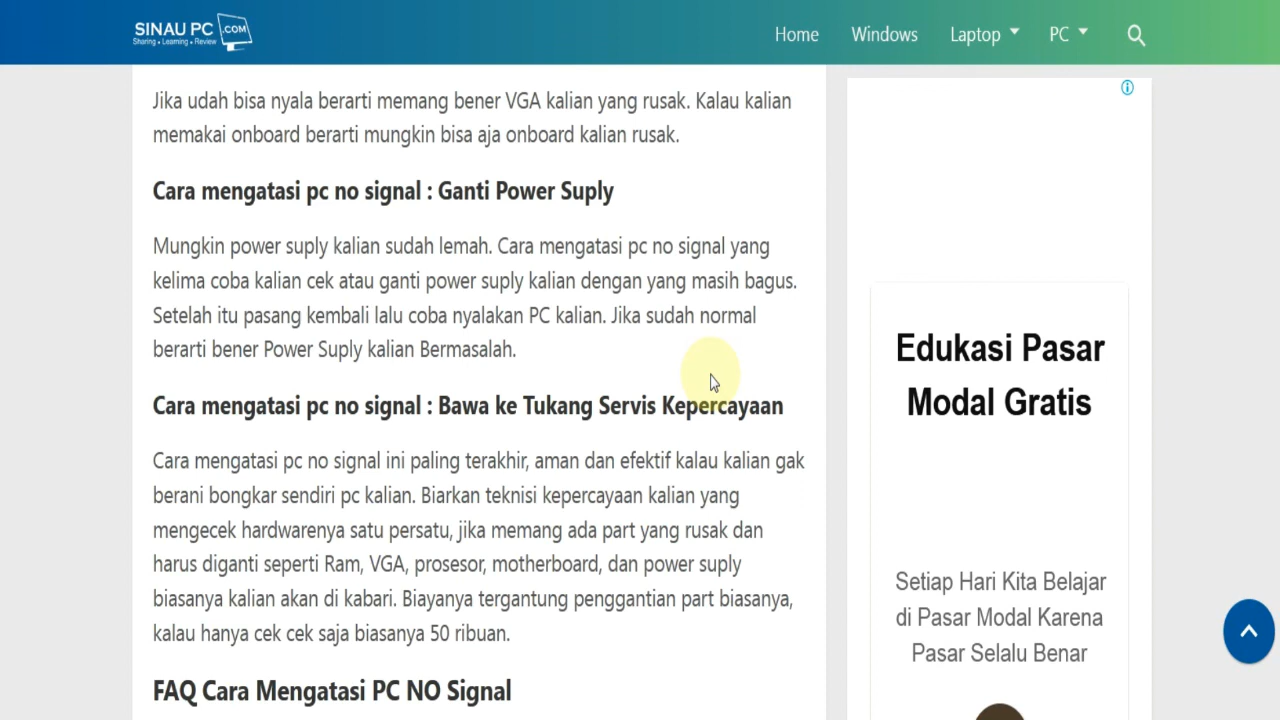 SINAU PC .COM
Sharing • Learning • Review
Home Windows Laptop PC
Jika udah bisa nyala berarti memang bener VGA kalian yang rusak. Kalau kalian
memakai onboard berarti mungkin bisa aja onboard kalian rusak.
Cara mengatasi pc no signal : Ganti Power Suply
Mungkin power suply kalian sudah lemah. Cara mengatasi pc no signal yang
kelima coba kalian cek atau ganti power suply kalian dengan yang masih bagus.
Setelah itu pasang kembali lalu coba nyalakan PC kalian. Jika sudah normal
berarti bener Power Suply kalian Bermasalah.
Cara mengatasi pc no signal : Bawa ke Tukang Servis Kepercayaan
Cara mengatasi pc no signal ini paling terakhir, aman dan efektif kalau kalian gak
berani bongkar sendiri pc kalian. Biarkan teknisi kepercayaan kalian yang
mengecek hardwarenya satu persatu, jika memang ada part yang rusak dan
harus diganti seperti Ram, VGA, prosesor, motherboard, dan power suply
biasanya kalian akan di kabari. Biayanya tergantung penggantian part biasanya,
kalau hanya cek cek saja biasanya 50 ribuan.
FAQ Cara Mengatasi PC NO Signal
Edukasi Pasar
Modal Gratis
Setiap Hari Kita Belajar
di Pasar Modal Karena
Pasar Selalu Benar